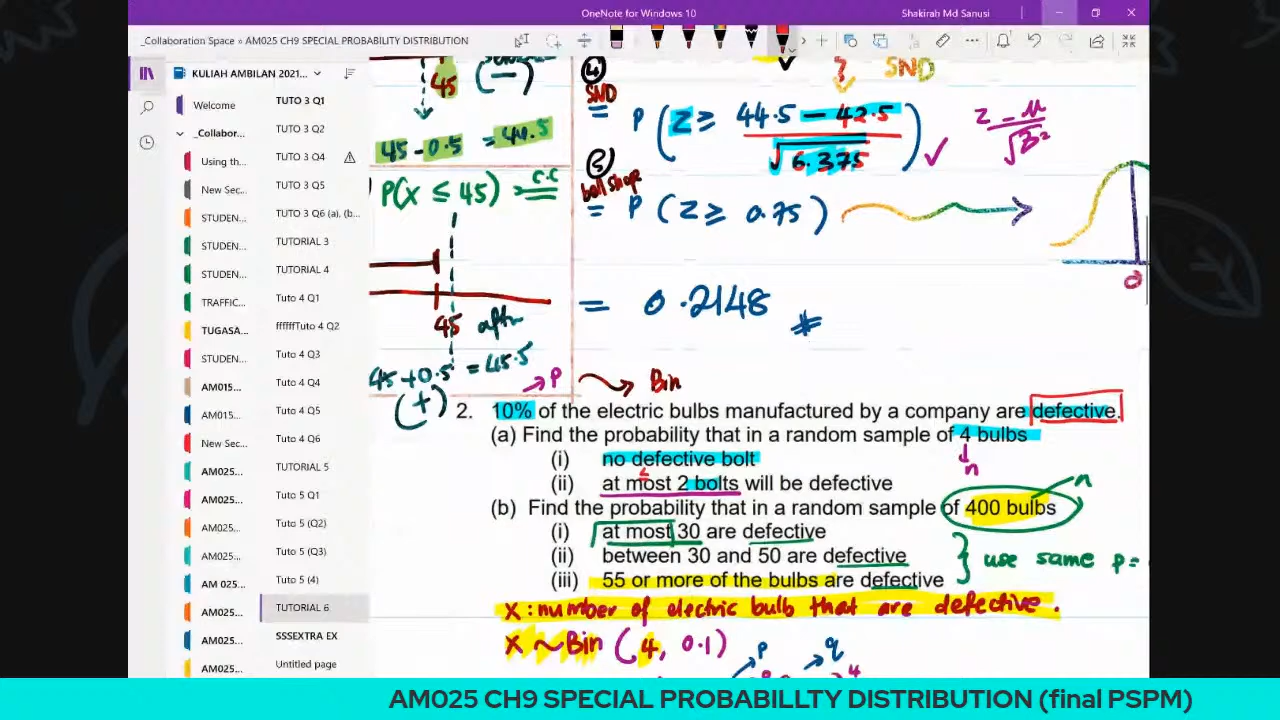 OneNote for Windows 10
Shakirah Md Sanusi
_Collaboration Space » AM025 CH9 SPECIAL PROBABILITY DISTRIBUTION
KULIAH AMBILAN 2021...
Welcome
_Collabor...
Using th...
New Sec...
STUDEN...
STUDEN...
STUDEN...
TRAFFIC...
TUGASA...
STUDEN...
AM015...
AM015...
New Sec...
AM025...
AM025...
AM025...
AM025...
AM 025...
AM025...
AM025...
AM025...
TUTO 3 Q1
TUTO 3 Q2
TUTO 3 Q4
TUTO 3 Q5
TUTO 3 Q6 (a), (b...
TUTORIAL 3
TUTORIAL 4
Tuto 4 Q1
ffffffTuto 4 Q2
Tuto 4 Q3
Tuto 4 Q4
Tuto 4 Q5
Tuto 4 Q6
TUTORIAL 5
Tuto 5 Q1
Tuto 5 (Q2)
Tuto 5 (Q3)
Tuto 5 (4)
TUTORIAL 6
SSSEXTRA EX
Untitled page
45
(−)
45 - 0.5 = 44.5
P(X ≤ 45) = c.c
45 after
45 + 0.5 = 45.5
(+)
④
SND
= P ( Z ≥ 44.5 − 42.5 / √6.375 ) ✓
? SND
⑤
bell shape
= P ( Z ≥ 0.75 )
0
= 0.2148
→ P
Bin
2. 10% of the electric bulbs manufactured by a company are defective.
(a) Find the probability that in a random sample of 4 bulbs
n
(i) no defective bolt
(ii) at most 2 bolts will be defective
(b) Find the probability that in a random sample of 400 bulbs
n
(i) at most 30 are defective
(ii) between 30 and 50 are defective
(iii) 55 or more of the bulbs are defective
} use same p =
X : number of electric bulb that are defective.
X ~ Bin ( 4, 0.1 )
p
q
4
AM025 CH9 SPECIAL PROBABILLTY DISTRIBUTION (final PSPM)